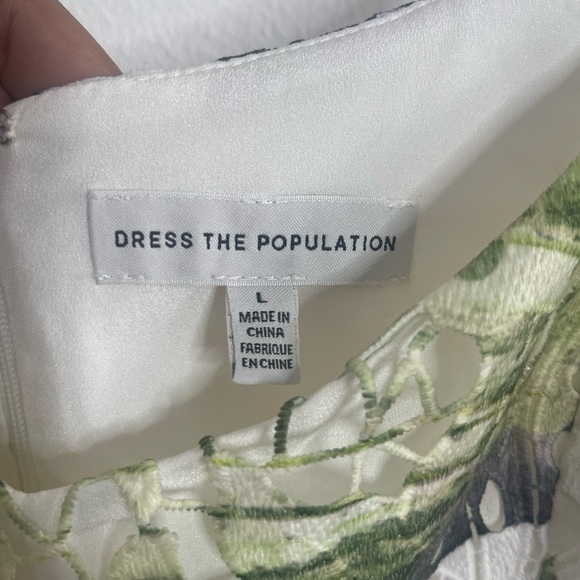 DRESS THE POPULATION
L
MADE IN
CHINA
FABRIQUE
EN CHINE